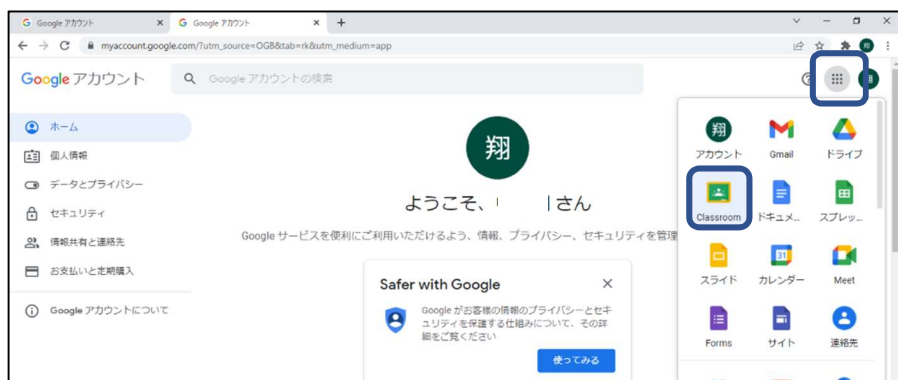 Google アカウント
Google アカウント
myaccount.google.com/?utm_source=OGB&tab=rk&utm_medium=app
翔
Google アカウント
Google アカウントの検索
翔
ホーム
個人情報
データとプライバシー
セキュリティ
情報共有と連絡先
お支払いと定期購入
Google アカウントについて
翔
ようこそ、 さん
Google サービスを便利にご利用いただけるよう、情報、プライバシー、セキュリティを管理
Safer with Google
Google がお客様の情報のプライバシーとセキ
ュリティを保護する仕組みについて、その詳
細をご覧ください
使ってみる
翔
アカウント Gmail ドライブ
Classroom ドキュメ... スプレッ...
31
スライド カレンダー Meet
Forms サイト 連絡先